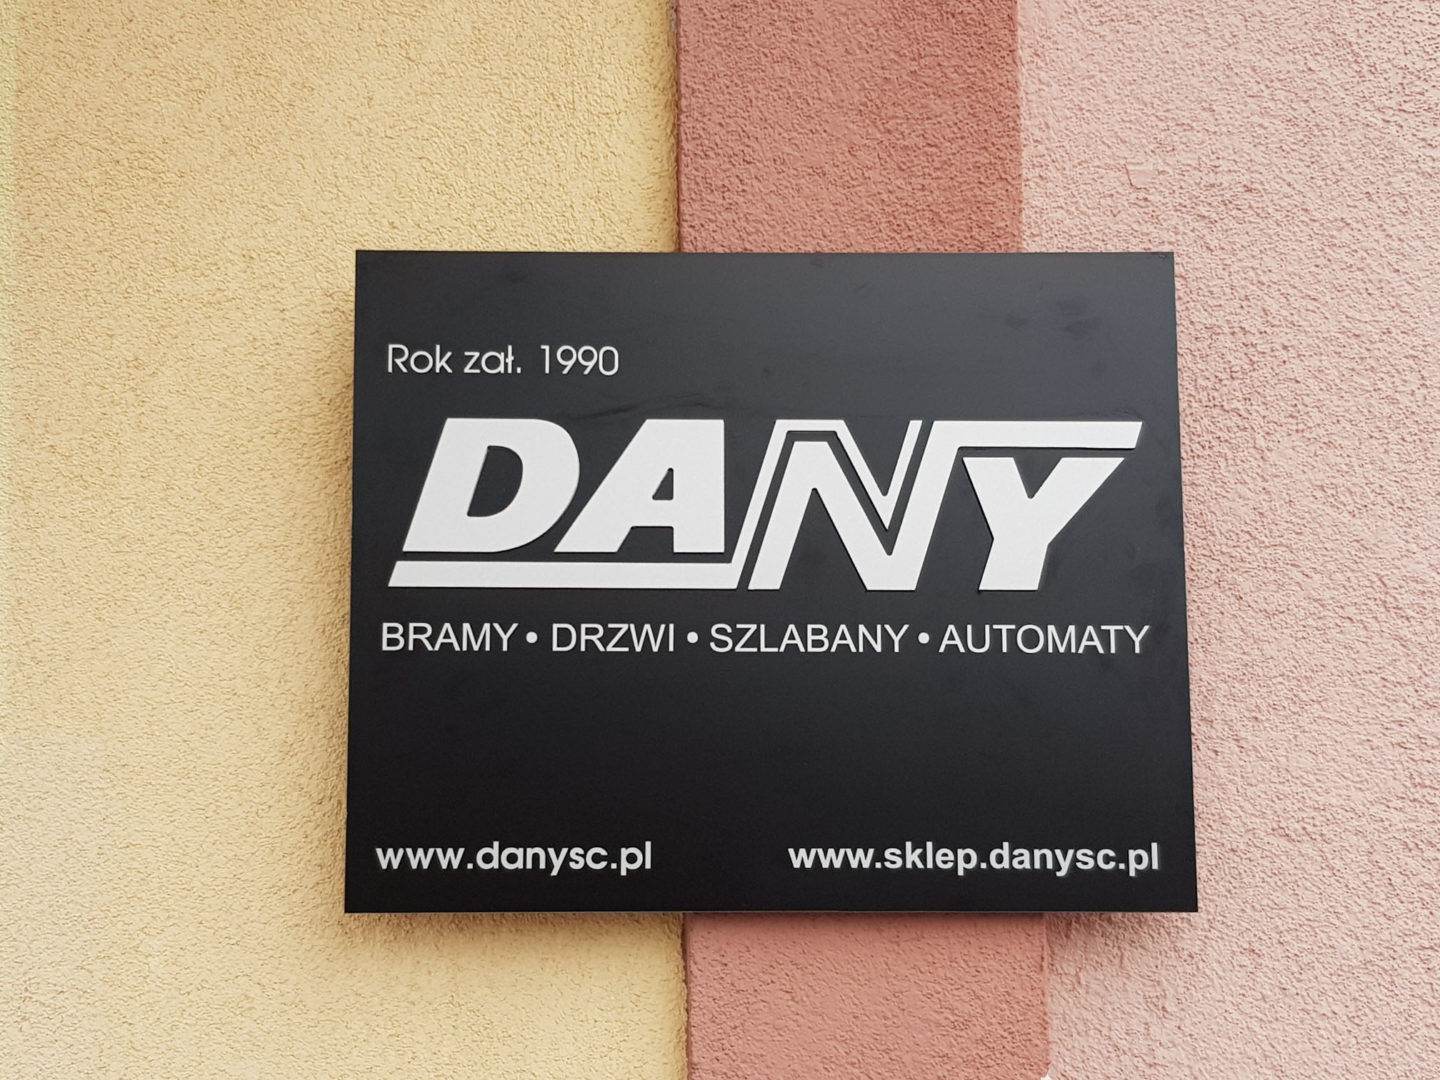 Rok zał. 1990
DANY
BRAMY • DRZWI • SZLABANY • AUTOMATY
www.danysc.pl www.sklep.danysc.pl